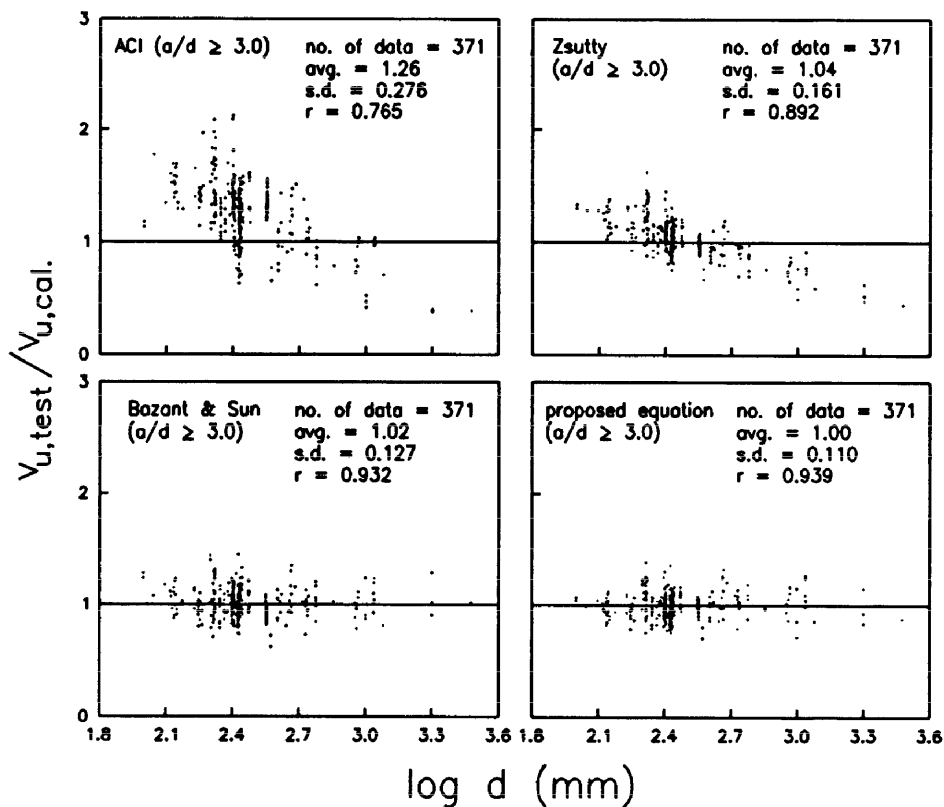 V_u,test / V_u,cal.
3
ACI (a/d ≥ 3.0)
no. of data = 371
avg. = 1.26
s.d. = 0.276
r = 0.765
2
1
0
Zsutty
(a/d ≥ 3.0)
no. of data = 371
avg. = 1.04
s.d. = 0.161
r = 0.892
3
Bazant & Sun
(a/d ≥ 3.0)
no. of data = 371
avg. = 1.02
s.d. = 0.127
r = 0.932
2
1
0
proposed equation
(a/d ≥ 3.0)
no. of data = 371
avg. = 1.00
s.d. = 0.110
r = 0.939
1.8 2.1 2.4 2.7 3.0 3.3 1.8 2.1 2.4 2.7 3.0 3.3 3.6
log d (mm)